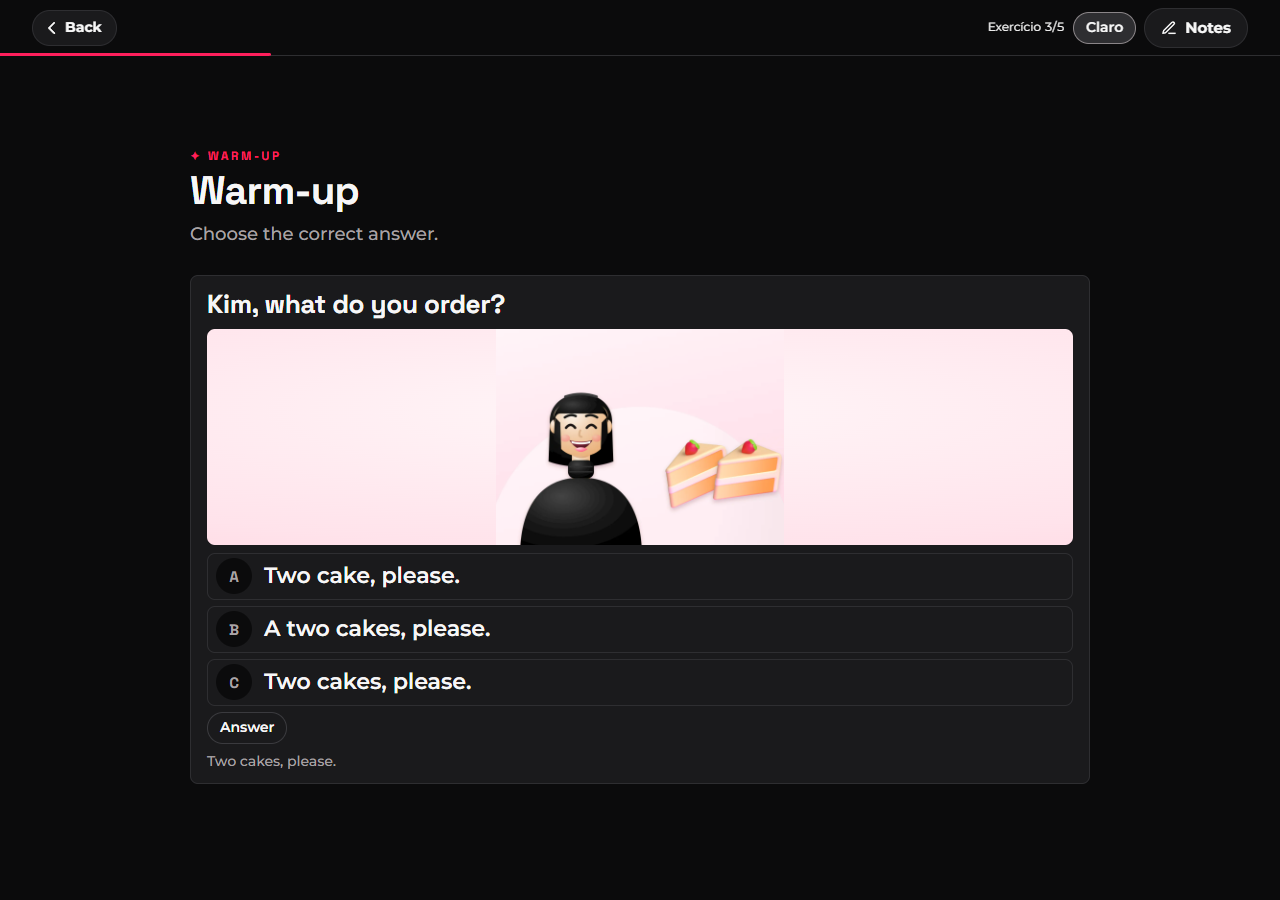 Back
Exercício 3/5
Claro
Notes
✦ WARM-UP
Warm-up
Choose the correct answer.
Kim, what do you order?
A Two cake, please.
B A two cakes, please.
C Two cakes, please.
Answer
Two cakes, please.